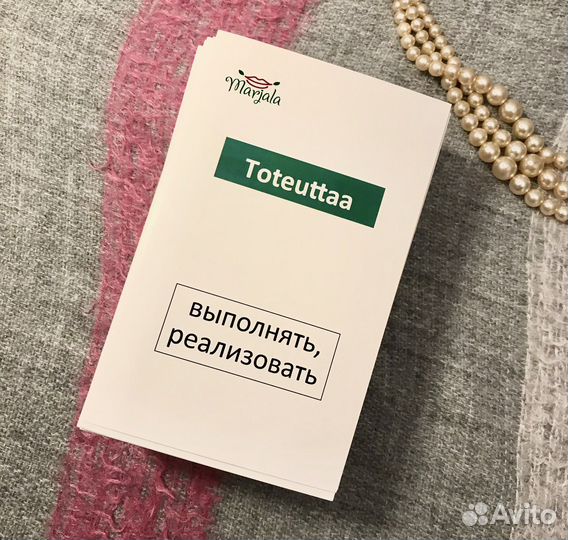 Marjala
Toteuttaa
выполнять,
реализовать
Avito